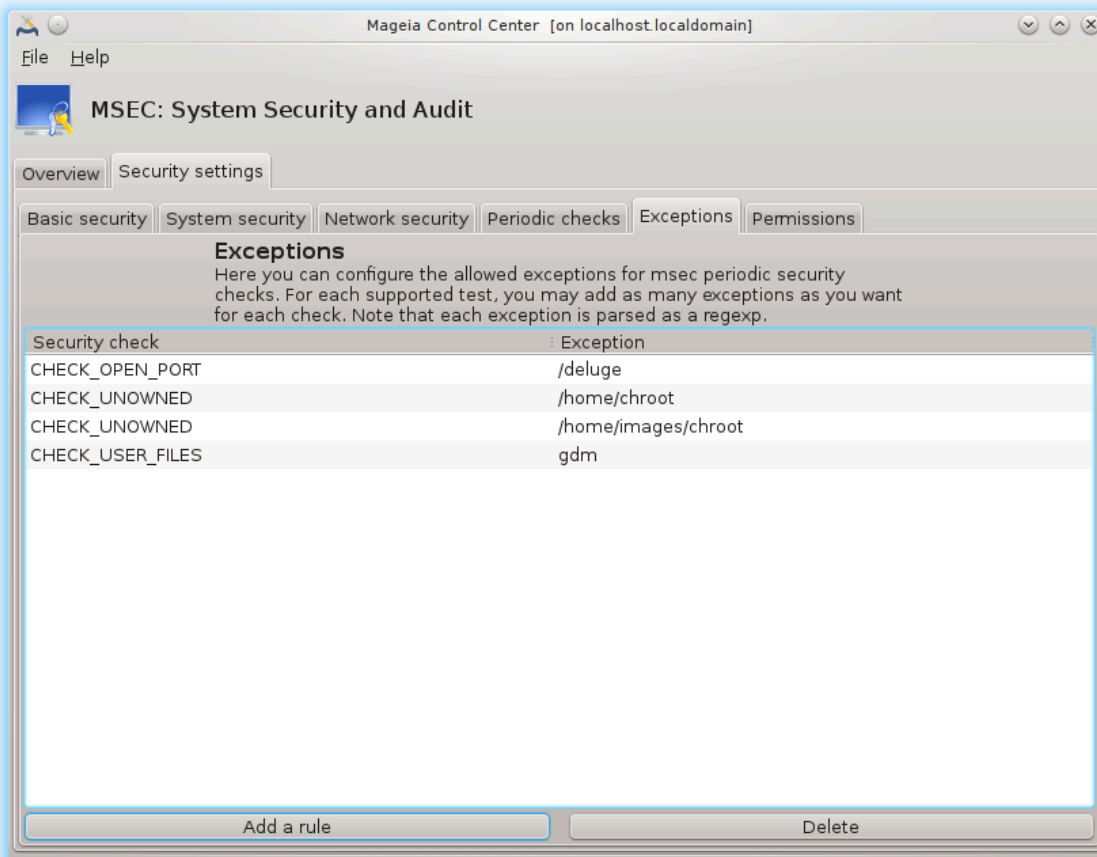 Mageia Control Center [on localhost.localdomain]
File Help
MSEC: System Security and Audit
Overview Security settings
Basic security System security Network security Periodic checks Exceptions Permissions
Exceptions
Here you can configure the allowed exceptions for msec periodic security
checks. For each supported test, you may add as many exceptions as you want
for each check. Note that each exception is parsed as a regexp.
Security check Exception
CHECK_OPEN_PORT /deluge
CHECK_UNOWNED /home/chroot
CHECK_UNOWNED /home/images/chroot
CHECK_USER_FILES gdm
Add a rule Delete